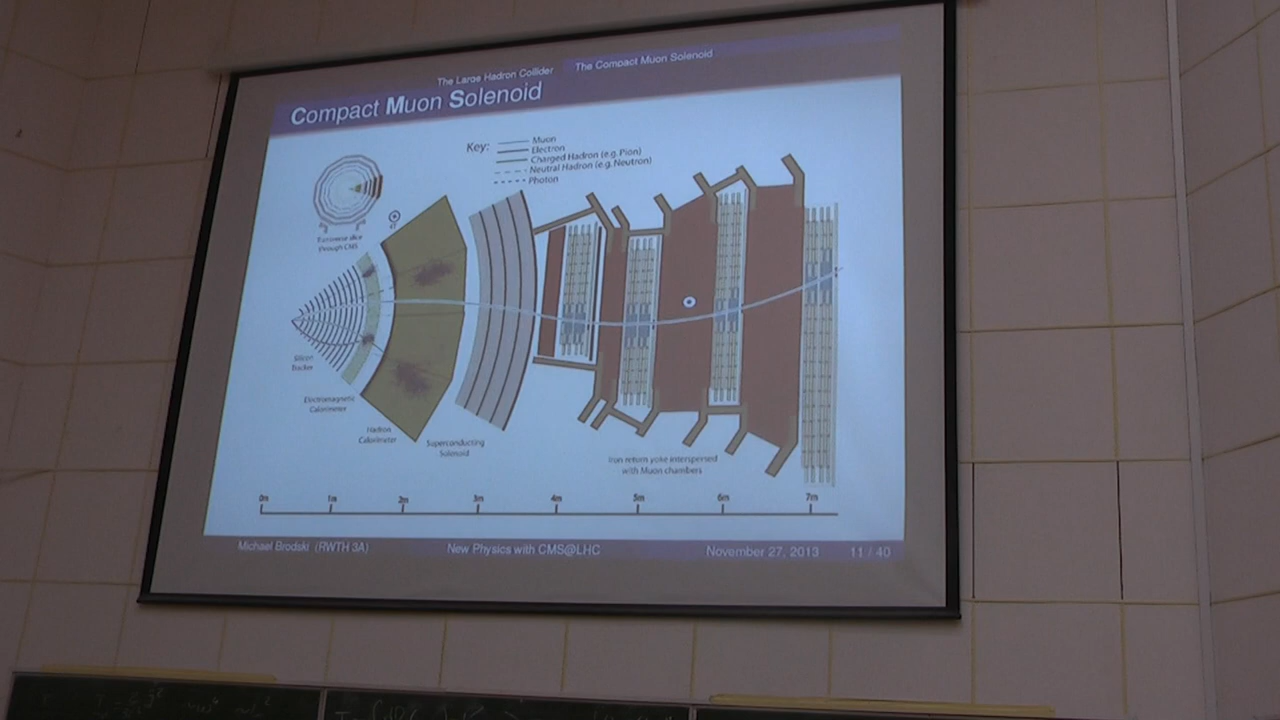 The Large Hadron Collider The Compact Muon Solenoid
Compact Muon Solenoid
Key:
Muon
Electron
Charged Hadron (e.g. Pion)
Neutral Hadron (e.g. Neutron)
Photon
Transverse slice
through CMS
4T
Silicon
Tracker
Electromagnetic
Calorimeter
Hadron
Calorimeter
Superconducting
Solenoid
Iron return yoke interspersed
with Muon chambers
0m 1m 2m 3m 4m 5m 6m 7m
Michael Brodski (RWTH 3A) New Physics with CMS@LHC November 27, 2013 11 / 40